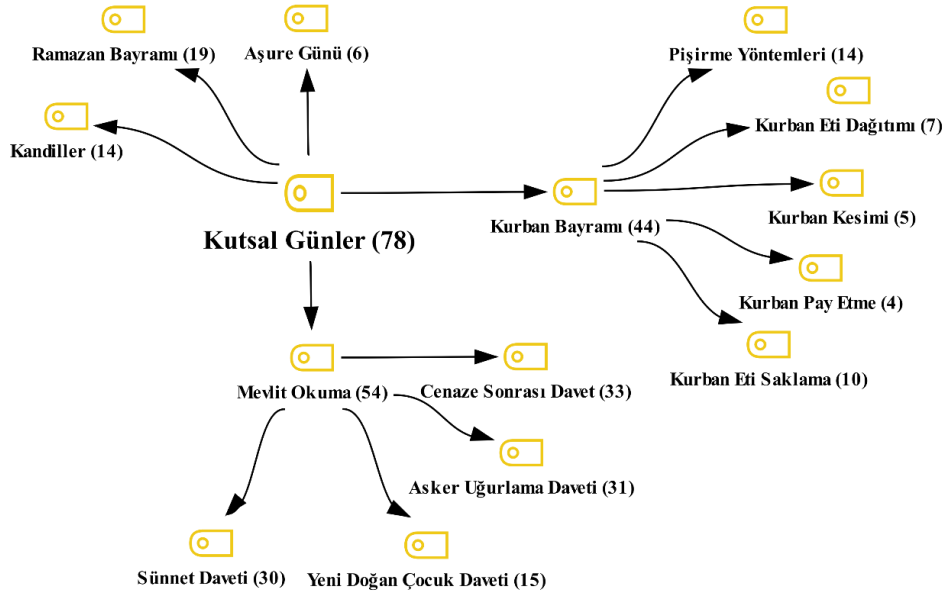 Ramazan Bayramı (19)
Aşure Günü (6)
Pişirme Yöntemleri (14)
Kurban Eti Dağıtımı (7)
Kandiller (14)
Kurban Kesimi (5)
Kutsal Günler (78)
Kurban Bayramı (44)
Kurban Pay Etme (4)
Kurban Eti Saklama (10)
Mevlit Okuma (54)
Cenaze Sonrası Davet (33)
Asker Uğurlama Daveti (31)
Sünnet Daveti (30)
Yeni Doğan Çocuk Daveti (15)